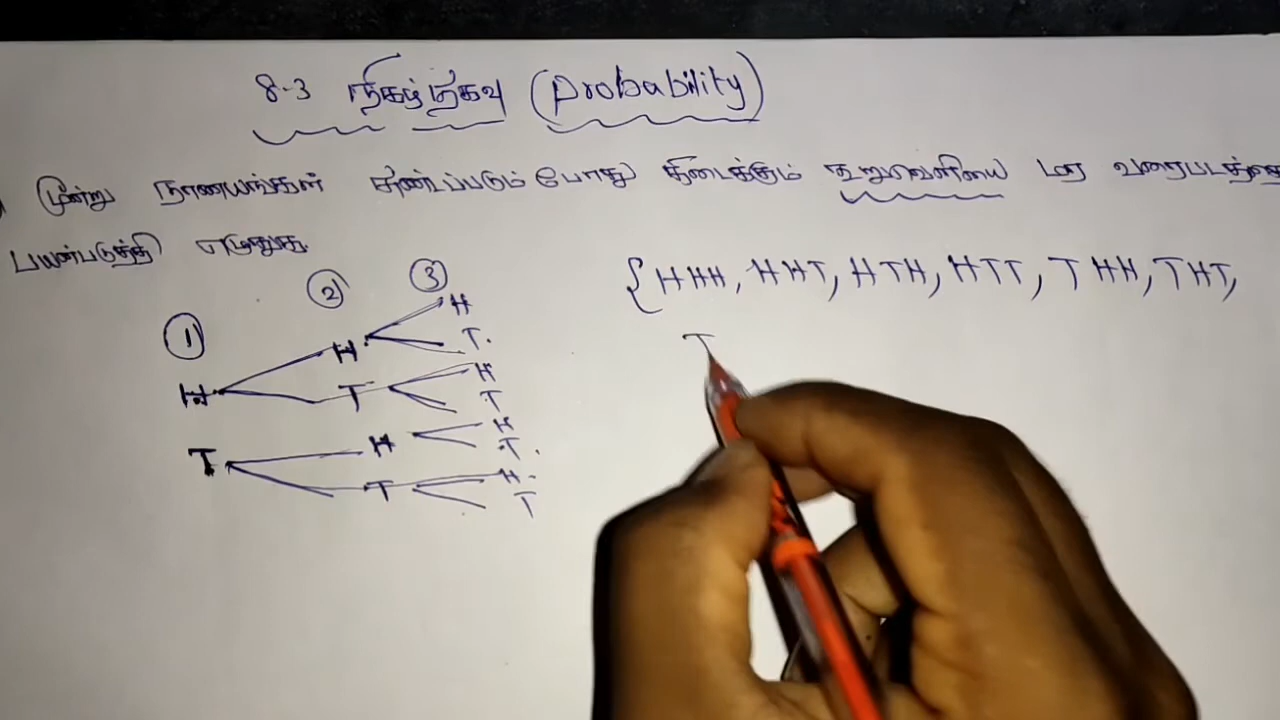 8-3 நிகழ்தகவு (Probability)
மூன்று நாணயங்கள் சுண்டப்படும் போது கிடைக்கும் கூறுவெளியை மர வரைபடத்தை
பயன்படுத்தி எழுதுக.
{HHH, HHT, HTH, HTT, THH, THT,
T
① ② ③
H H H
T
T H
T
T H H
T
T H
T